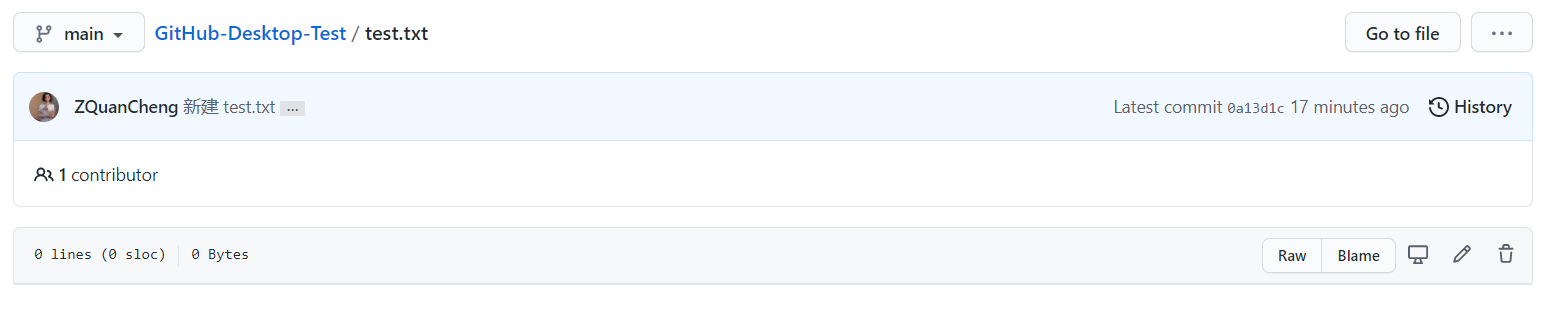 main GitHub-Desktop-Test / test.txt Go to file ...
ZQuanCheng 新建 test.txt ... Latest commit 0a13d1c 17 minutes ago History
1 contributor
0 lines (0 sloc) 0 Bytes Raw Blame